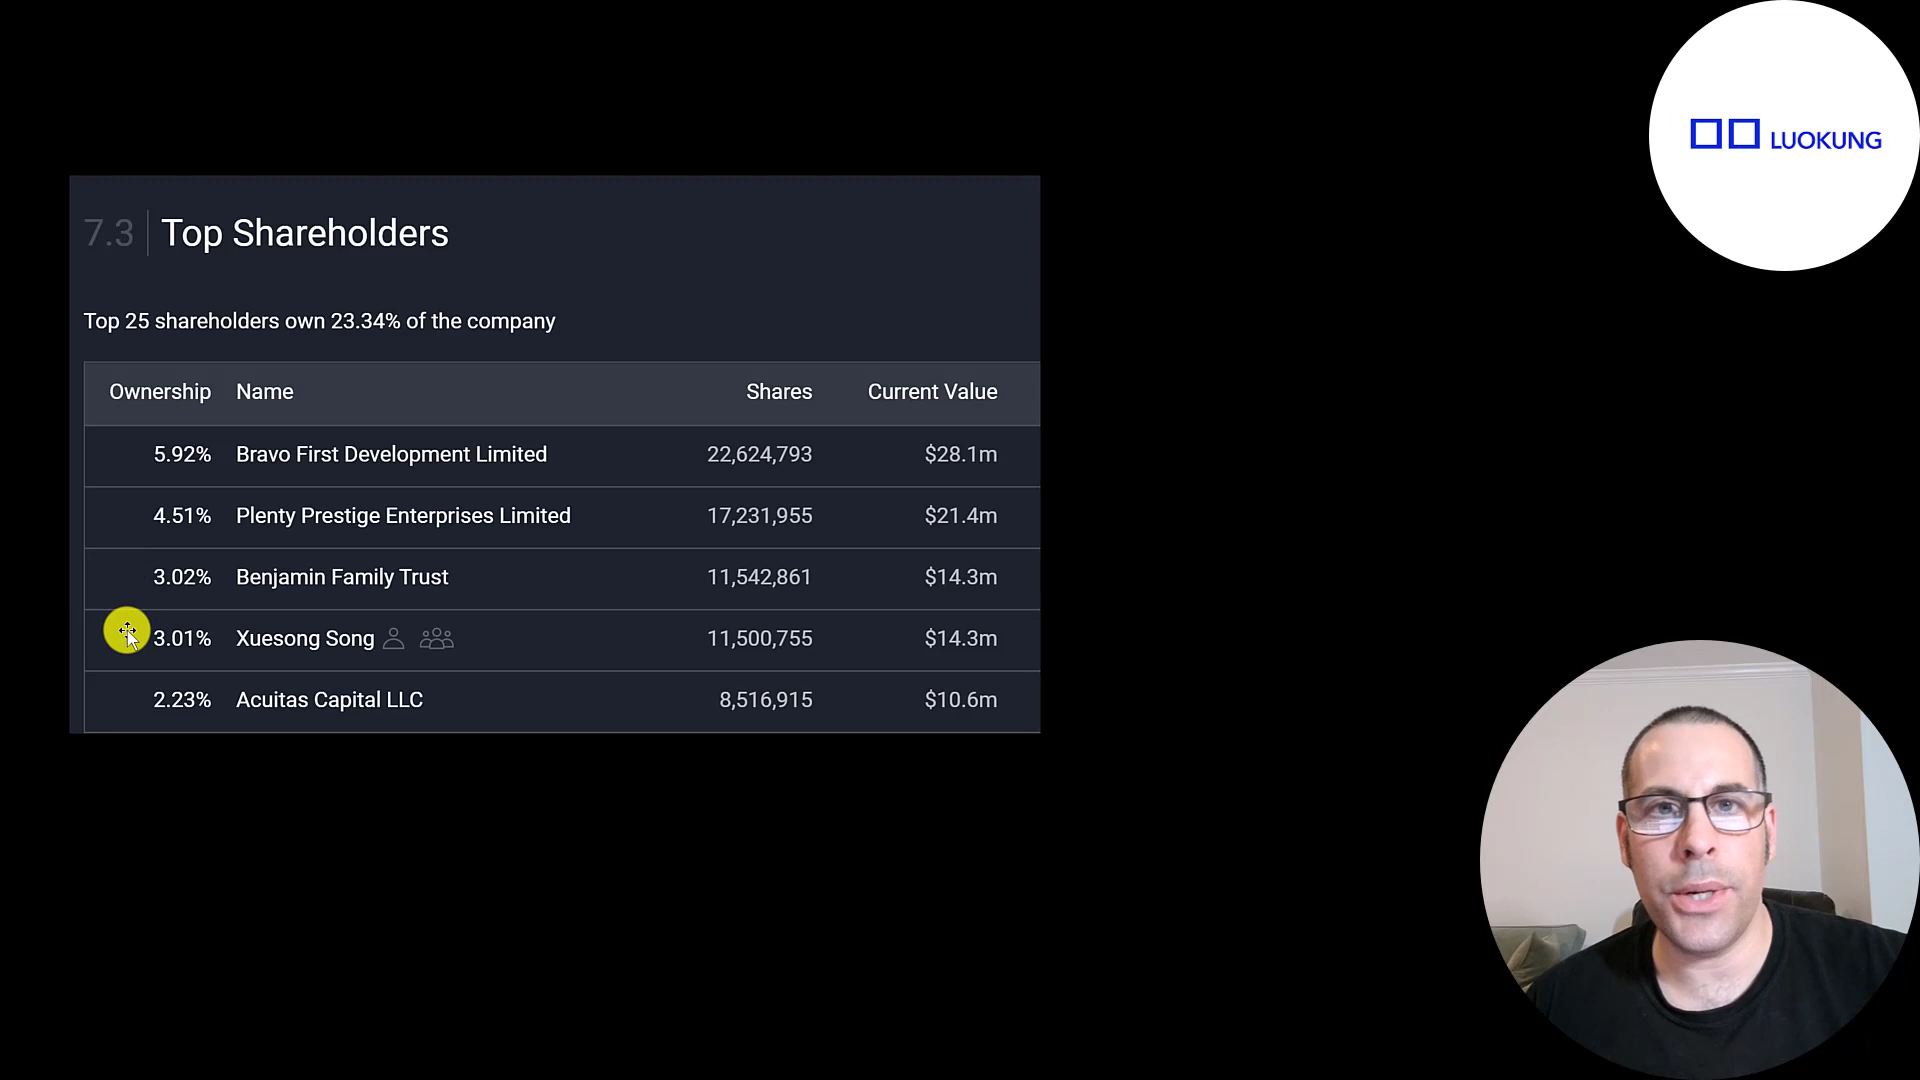 LUOKUNG
7.3 Top Shareholders
Top 25 shareholders own 23.34% of the company
Ownership Name Shares Current Value
5.92% Bravo First Development Limited 22,624,793 $28.1m
4.51% Plenty Prestige Enterprises Limited 17,231,955 $21.4m
3.02% Benjamin Family Trust 11,542,861 $14.3m
3.01% Xuesong Song 11,500,755 $14.3m
2.23% Acuitas Capital LLC 8,516,915 $10.6m